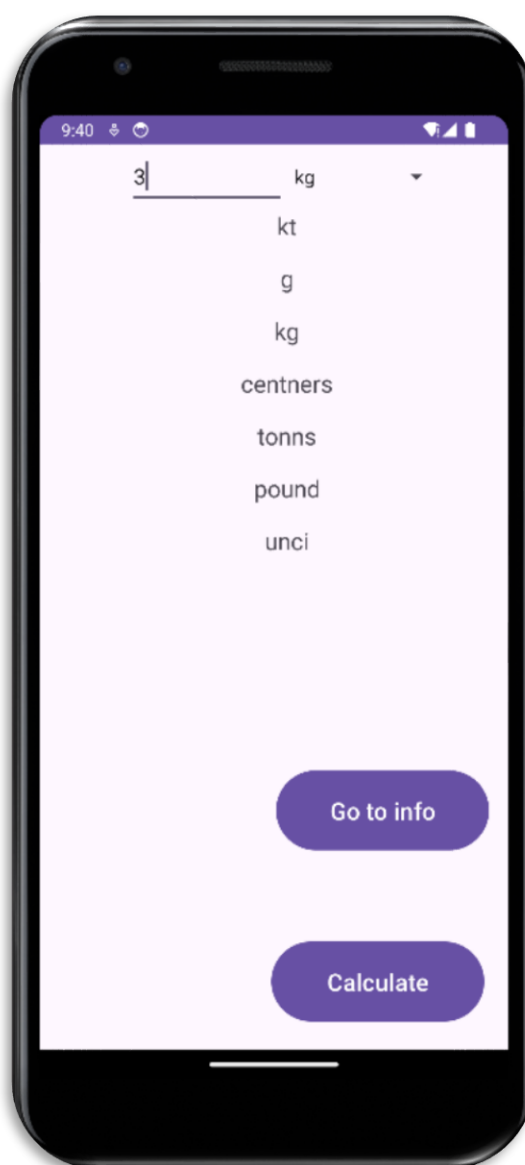 9:40
3 kg
kt
g
kg
centners
tonns
pound
unci
Go to info
Calculate